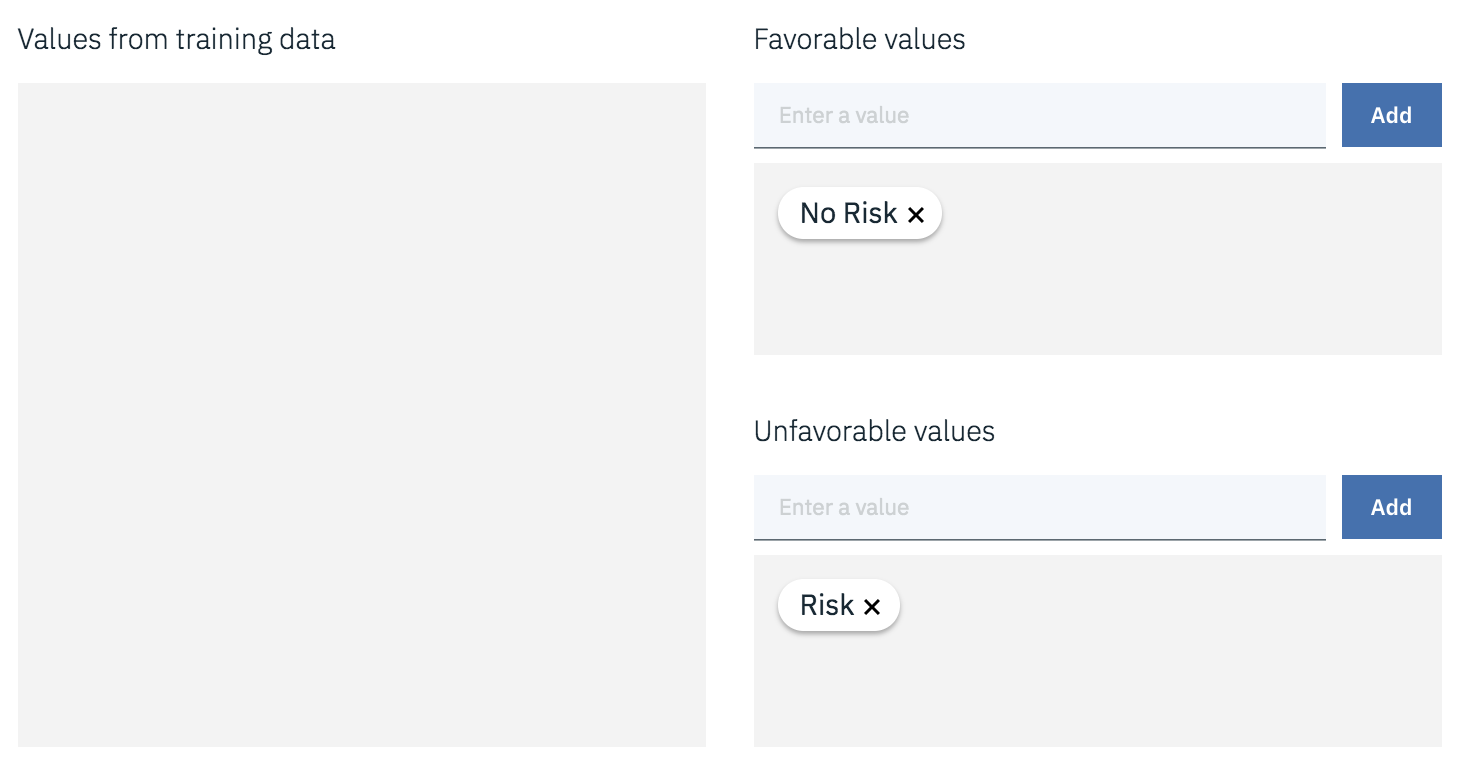 Values from training data
Favorable values
Enter a value
Add
No Risk ×
Unfavorable values
Enter a value
Add
Risk ×